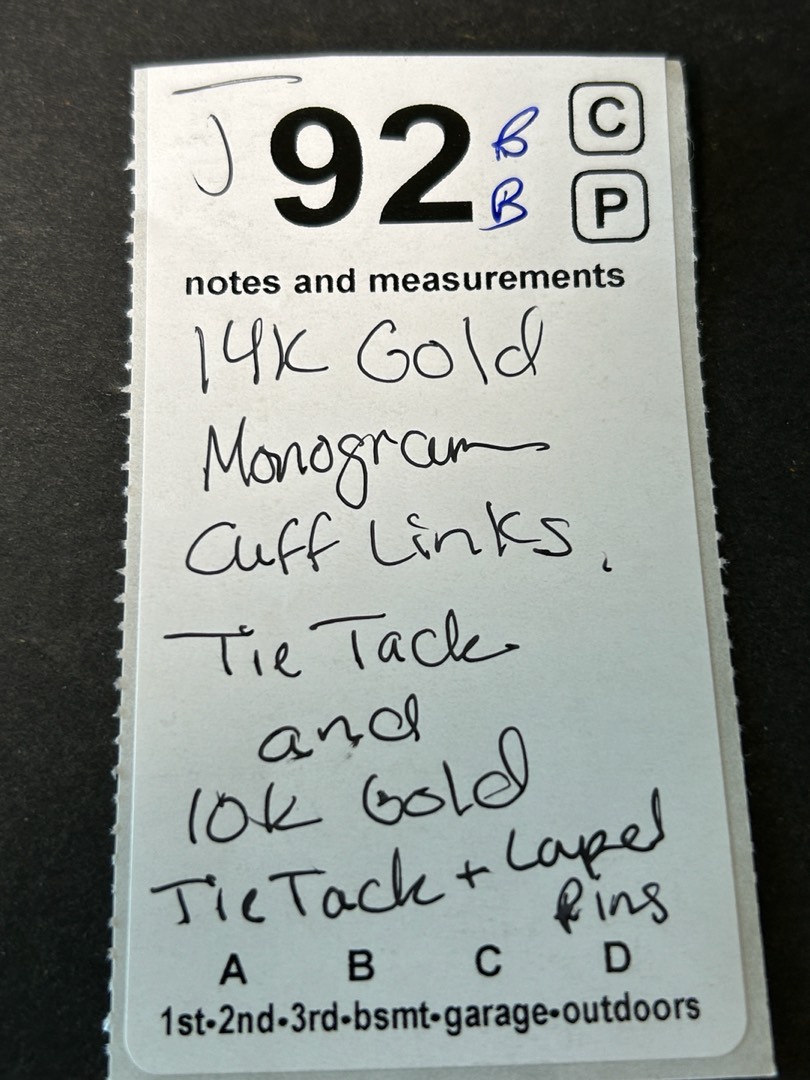 J 92 B C
B P
notes and measurements
14K Gold
Monogram
Cuff Links,
Tie Tack
and
10k Gold
Tie Tack + Lapel
Pins
A B C D
1st•2nd•3rd•bsmt•garage•outdoors